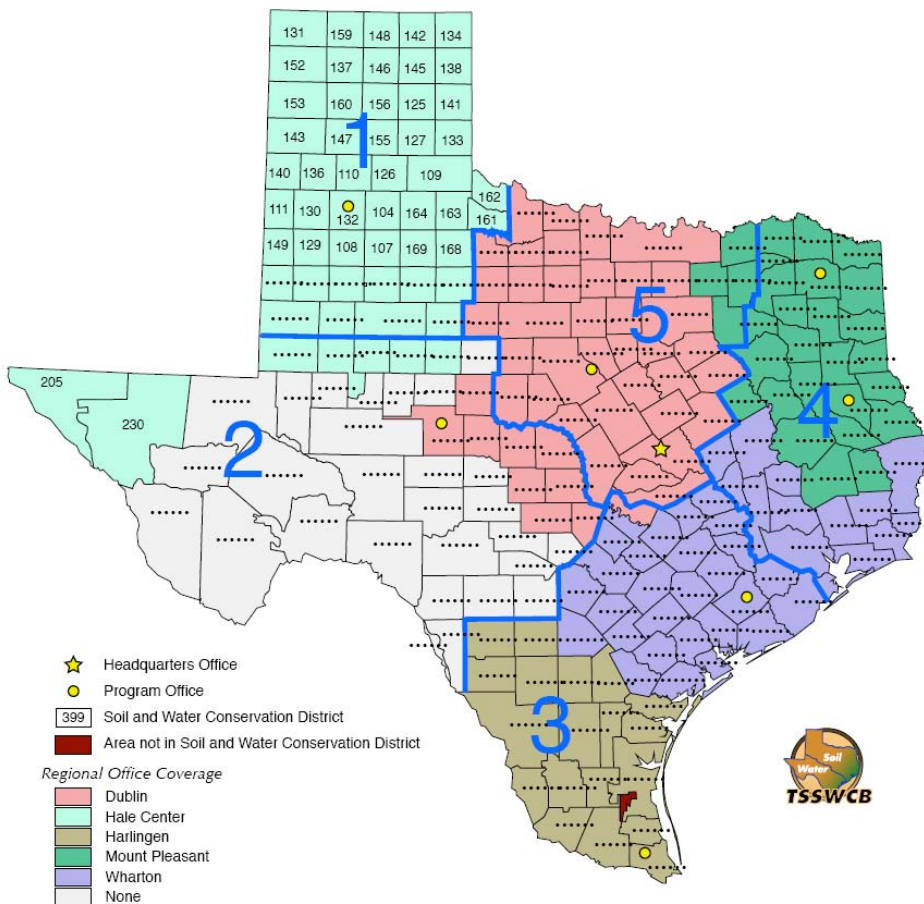 131 159 148 142 134
152 137 146 145 138
153 160 156 125 141
1
143 147 155 127 133
140 136 110 126 109
162
111 130 132 104 164 163 161
149 129 108 107 169 168
5
205
230
2
4
3
Headquarters Office
Program Office
399 Soil and Water Conservation District
Area not in Soil and Water Conservation District
Regional Office Coverage
Dublin
Hale Center
Harlingen
Mount Pleasant
Wharton
None
Soil
Water
TSSWCB